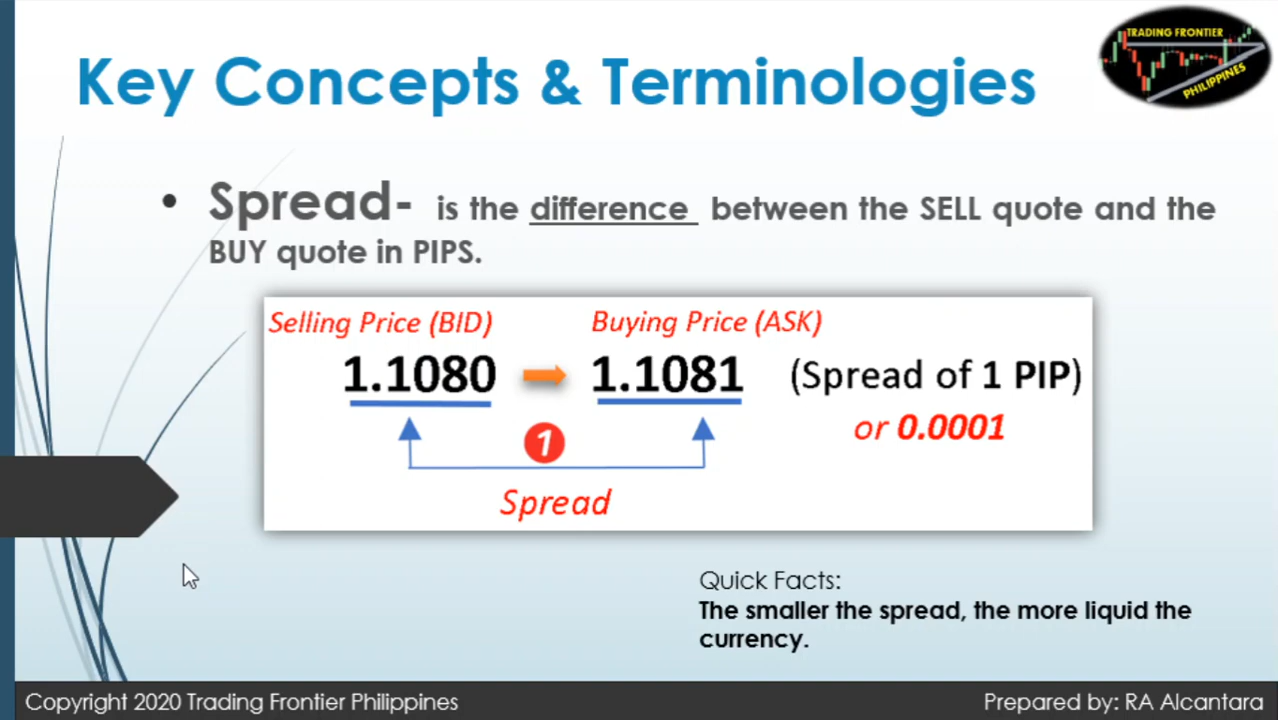 TRADING FRONTIER
PHILIPPINES
Key Concepts & Terminologies
• Spread- is the difference between the SELL quote and the
BUY quote in PIPS.
Selling Price (BID) Buying Price (ASK)
1.1080 1.1081 (Spread of 1 PIP)
1 or 0.0001
Spread
Quick Facts:
The smaller the spread, the more liquid the
currency.
Copyright 2020 Trading Frontier Philippines Prepared by: RA Alcantara